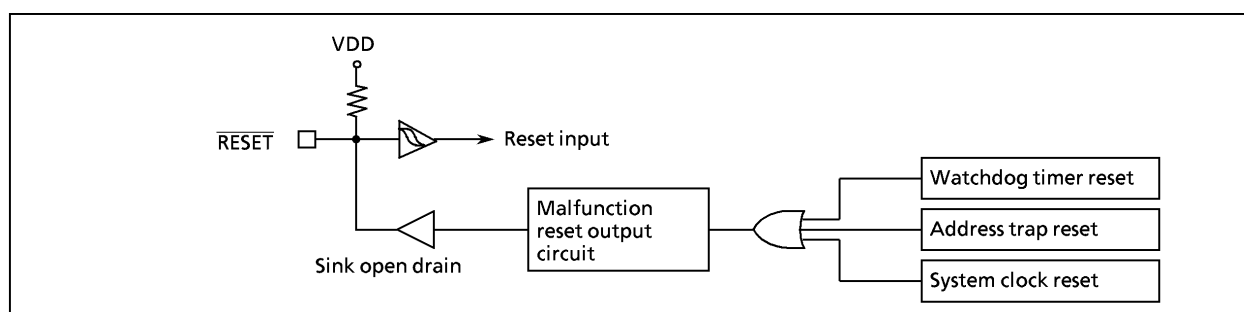 VDD
RESET
Reset input
Watchdog timer reset
Malfunction
reset output
circuit
Address trap reset
Sink open drain
System clock reset